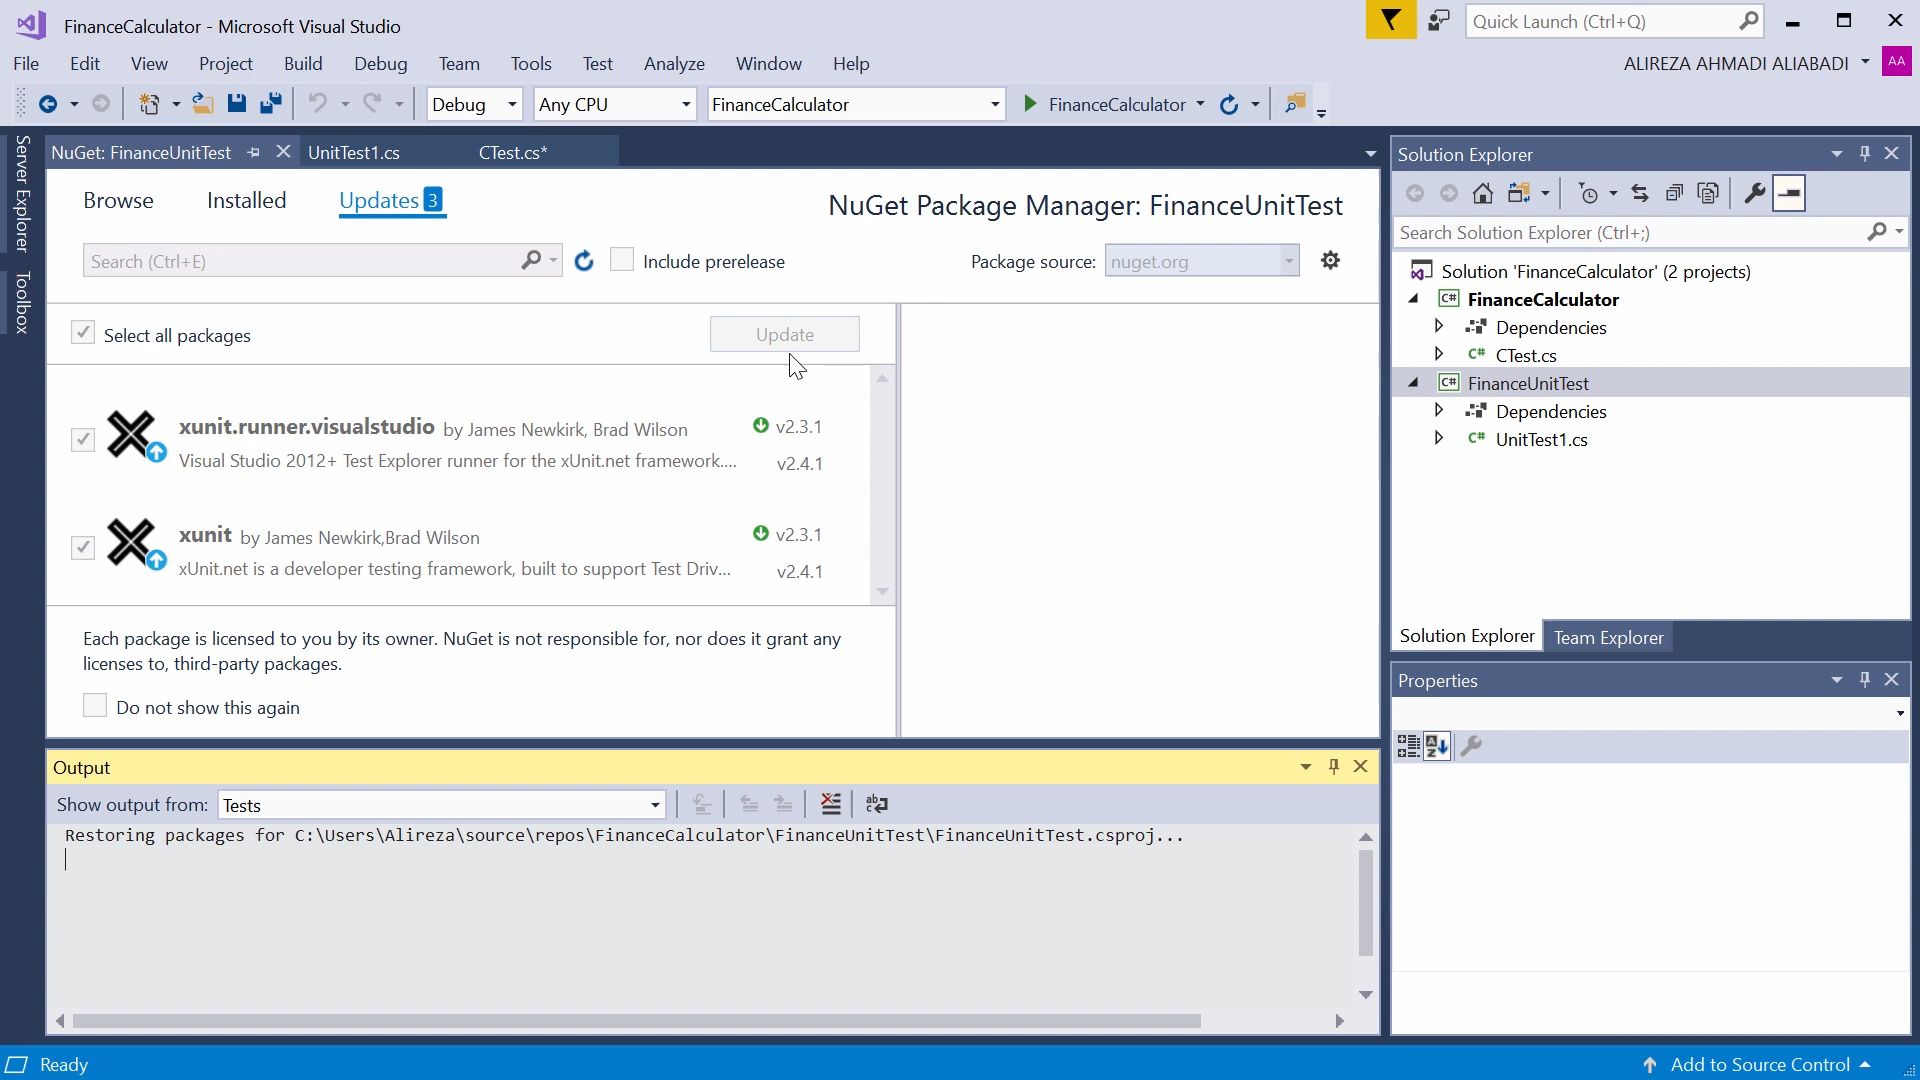 FinanceCalculator - Microsoft Visual Studio
Quick Launch (Ctrl+Q)
File Edit View Project Build Debug Team Tools Test Analyze Window Help
ALIREZA AHMADI ALIABADI AA
Debug Any CPU FinanceCalculator FinanceCalculator
Server Explorer
Toolbox
NuGet: FinanceUnitTest UnitTest1.cs CTest.cs*
Browse Installed Updates 3
NuGet Package Manager: FinanceUnitTest
Search (Ctrl+E) Include prerelease Package source: nuget.org
Select all packages Update
xunit.runner.visualstudio by James Newkirk, Brad Wilson v2.3.1
Visual Studio 2012+ Test Explorer runner for the xUnit.net framework.... v2.4.1
xunit by James Newkirk,Brad Wilson v2.3.1
xUnit.net is a developer testing framework, built to support Test Driv... v2.4.1
Each package is licensed to you by its owner. NuGet is not responsible for, nor does it grant any
licenses to, third-party packages.
Do not show this again
Output
Show output from: Tests
Restoring packages for C:\Users\Alireza\source\repos\FinanceCalculator\FinanceUnitTest\FinanceUnitTest.csproj...
Solution Explorer
Search Solution Explorer (Ctrl+;)
Solution 'FinanceCalculator' (2 projects)
C# FinanceCalculator
Dependencies
C# CTest.cs
C# FinanceUnitTest
Dependencies
C# UnitTest1.cs
Solution Explorer Team Explorer
Properties
Ready
Add to Source Control